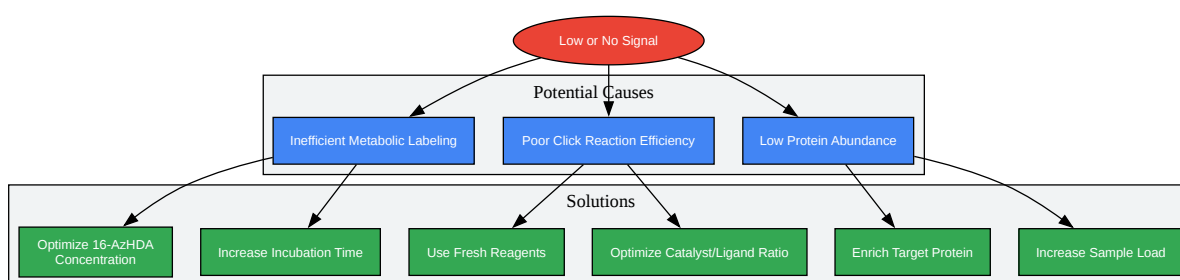 Low or No Signal
Potential Causes
Inefficient Metabolic Labeling
Poor Click Reaction Efficiency
Low Protein Abundance
Solutions
Optimize 16-AzHDA
Concentration
Increase Incubation Time
Use Fresh Reagents
Optimize Catalyst/Ligand Ratio
Enrich Target Protein
Increase Sample Load